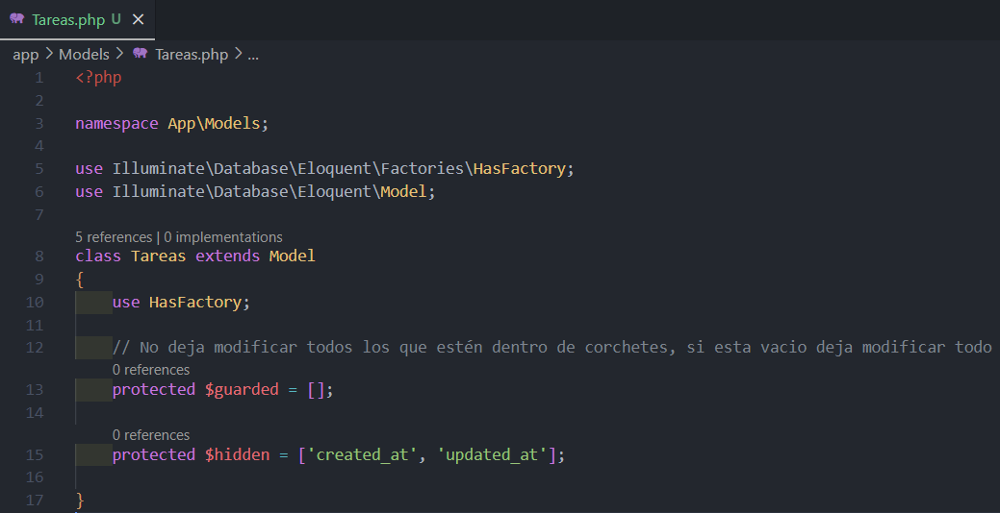 Tareas.php U ×
app > Models > Tareas.php > ...
1 <?php
2
3 namespace App\Models;
4
5 use Illuminate\Database\Eloquent\Factories\HasFactory;
6 use Illuminate\Database\Eloquent\Model;
7
5 references | 0 implementations
8 class Tareas extends Model
9 {
10 use HasFactory;
11
12 // No deja modificar todos los que estén dentro de corchetes, si esta vacio deja modificar todo
0 references
13 protected $guarded = [];
14
0 references
15 protected $hidden = ['created_at', 'updated_at'];
16
17 }